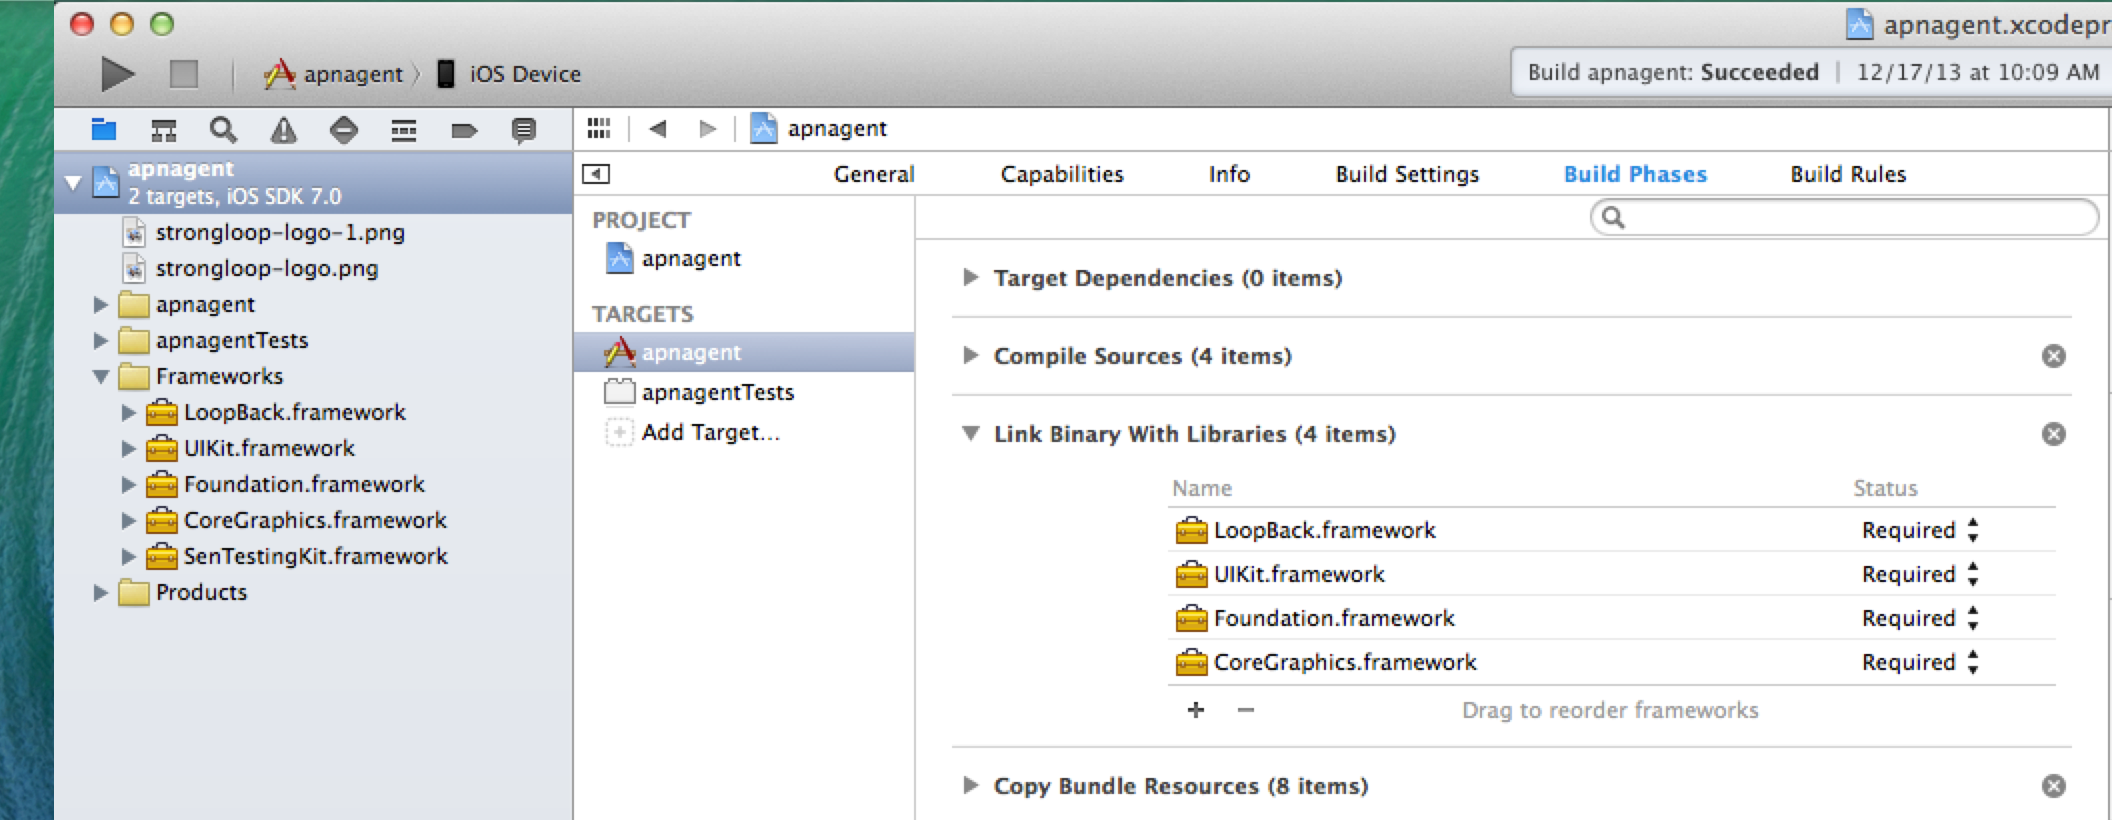 apnagent.xcodepr
apnagent
iOS Device
Build apnagent: Succeeded | 12/17/13 at 10:09 AM
apnagent
apnagent
2 targets, iOS SDK 7.0
strongloop-logo-1.png
strongloop-logo.png
apnagent
apnagentTests
Frameworks
LoopBack.framework
UIKit.framework
Foundation.framework
CoreGraphics.framework
SenTestingKit.framework
Products
General Capabilities Info Build Settings Build Phases Build Rules
PROJECT
apnagent
TARGETS
apnagent
apnagentTests
Add Target...
Target Dependencies (0 items)
Compile Sources (4 items)
Link Binary With Libraries (4 items)
Name Status
LoopBack.framework Required
UIKit.framework Required
Foundation.framework Required
CoreGraphics.framework Required
+ −
Drag to reorder frameworks
Copy Bundle Resources (8 items)